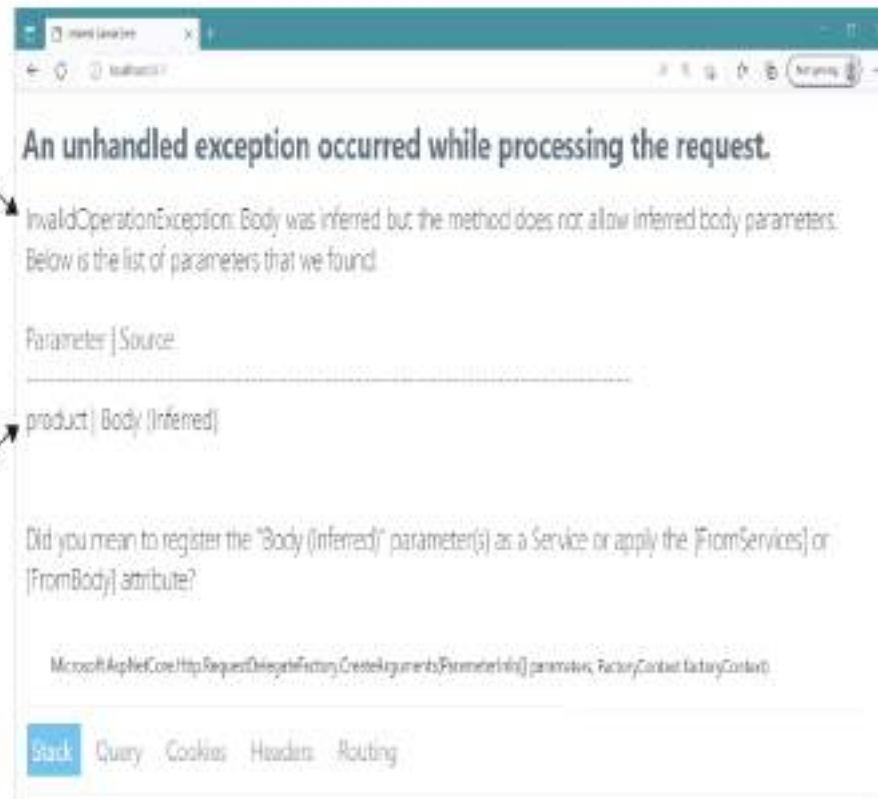 localhost
An unhandled exception occurred while processing the request.
InvalidOperationException: Body was inferred but the method does not allow inferred body parameters.
Below is the list of parameters that we found:
Parameter | Source
---------------------------------------------------------------------------------
product | Body (Inferred)
Did you mean to register the "Body (Inferred)" parameter(s) as a Service or apply the [FromServices] or
[FromBody] attribute?
Microsoft.AspNetCore.Http.RequestDelegateFactory.CreateArguments(ParameterInfo[] parameters, FactoryContext factoryContext)
Stack Query Cookies Headers Routing